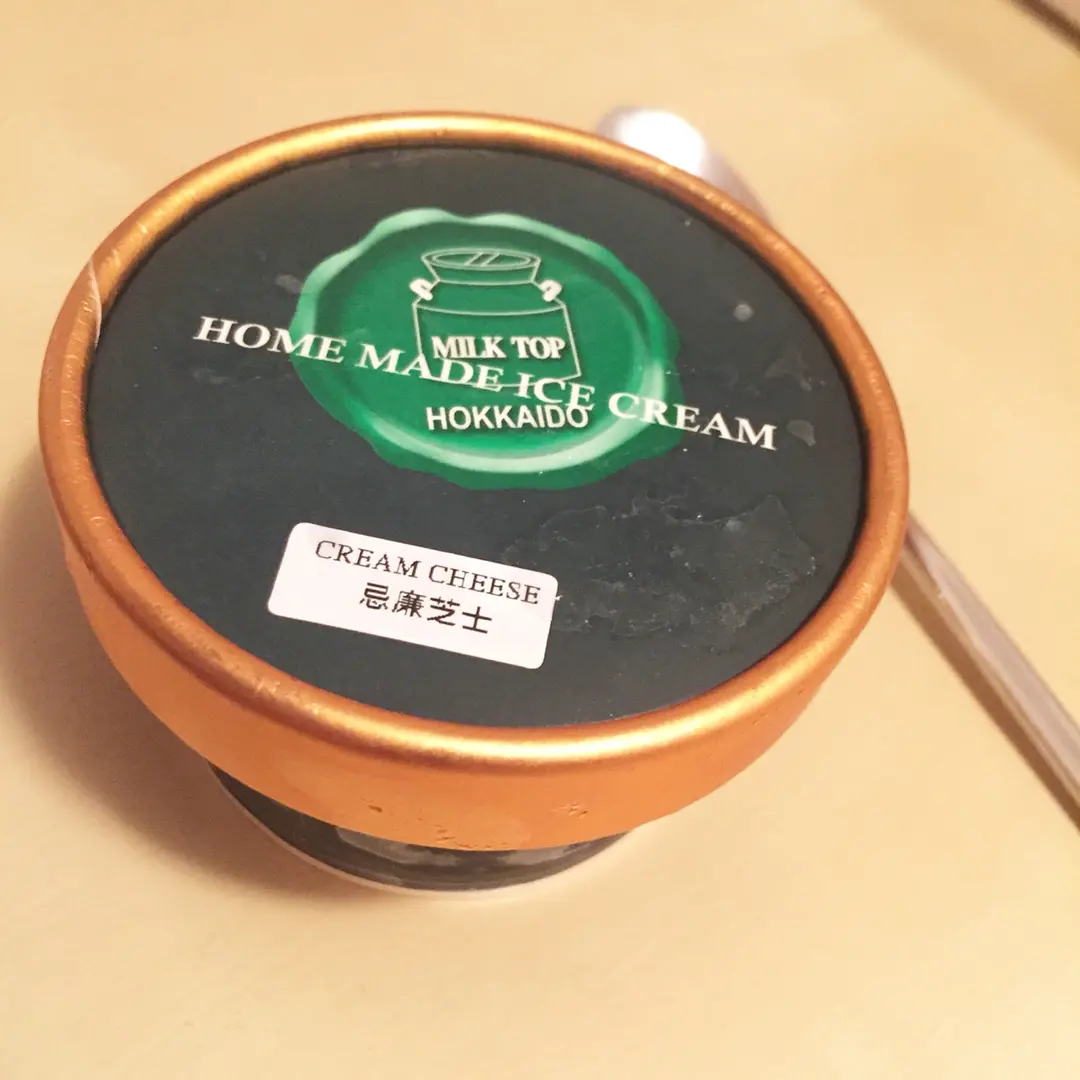 MILK TOP
HOME MADE ICE CREAM
HOKKAIDO
CREAM CHEESE
忌廉芝士